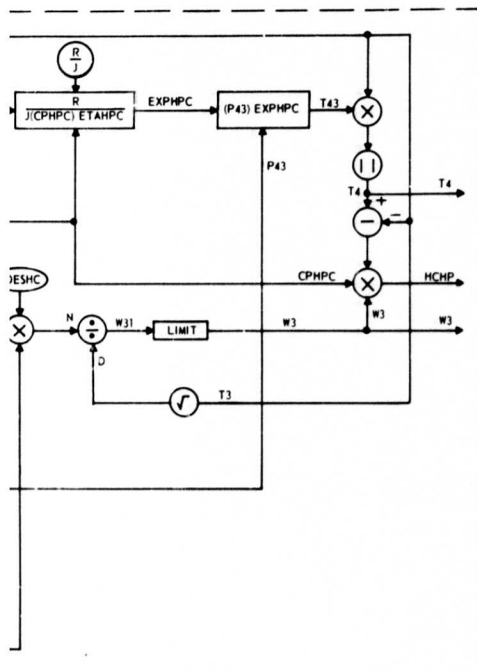 R
J
R
J(CPHPC) ETAHPC
EXPHPC
(P43) EXPHPC
T43
×
P43
| |
T4
T4
+
−
−
CPHPC
×
HCHP
DESHC
N
×
÷
W31
LIMIT
W3
W3
W3
D
√
T3